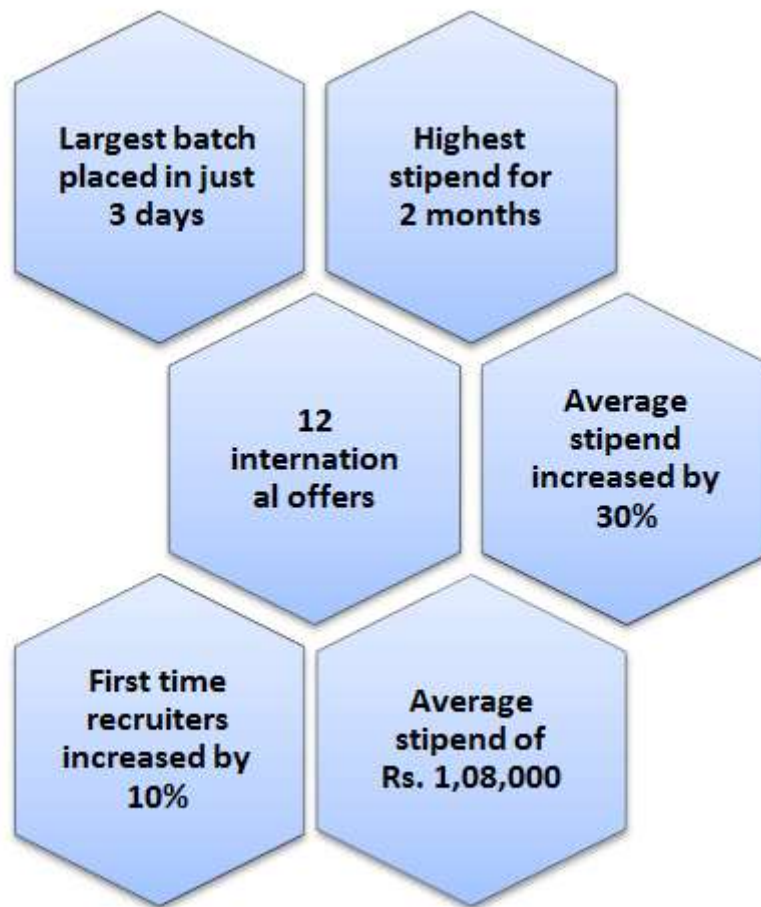 Largest batch
placed in just
3 days
Highest
stipend for
2 months
12
internation
al offers
Average
stipend
increased by
30%
First time
recruiters
increased by
10%
Average
stipend of
Rs. 1,08,000